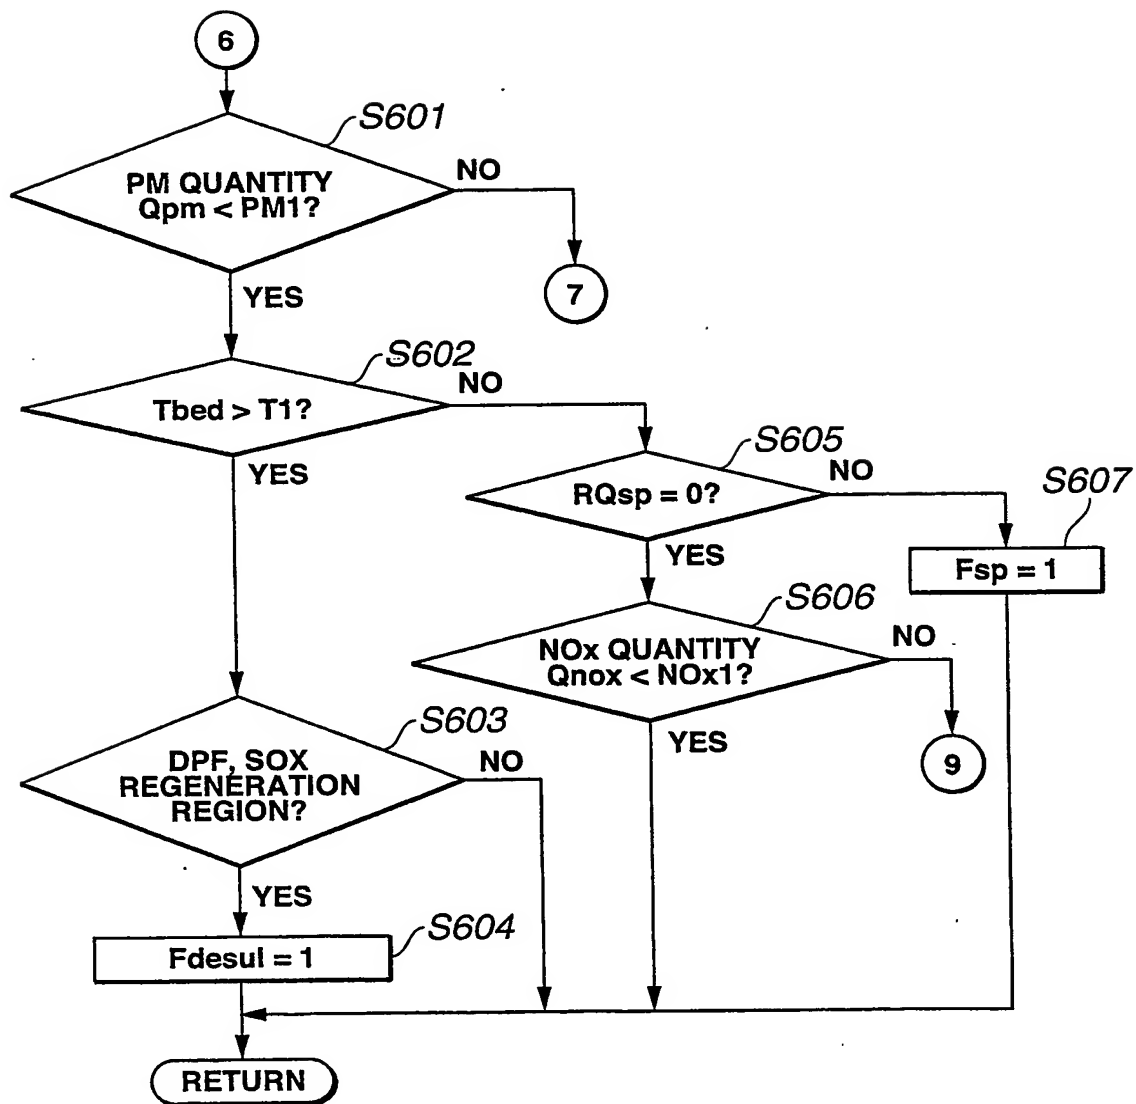 6
S601
PM QUANTITY
Qpm < PM1?
NO
7
YES
S602
Tbed > T1?
NO
YES
S605
RQsp = 0?
NO
S607
Fsp = 1
YES
S606
NOx QUANTITY
Qnox < NOx1?
NO
9
YES
S603
DPF, SOX
REGENERATION
REGION?
NO
YES
S604
Fdesul = 1
RETURN